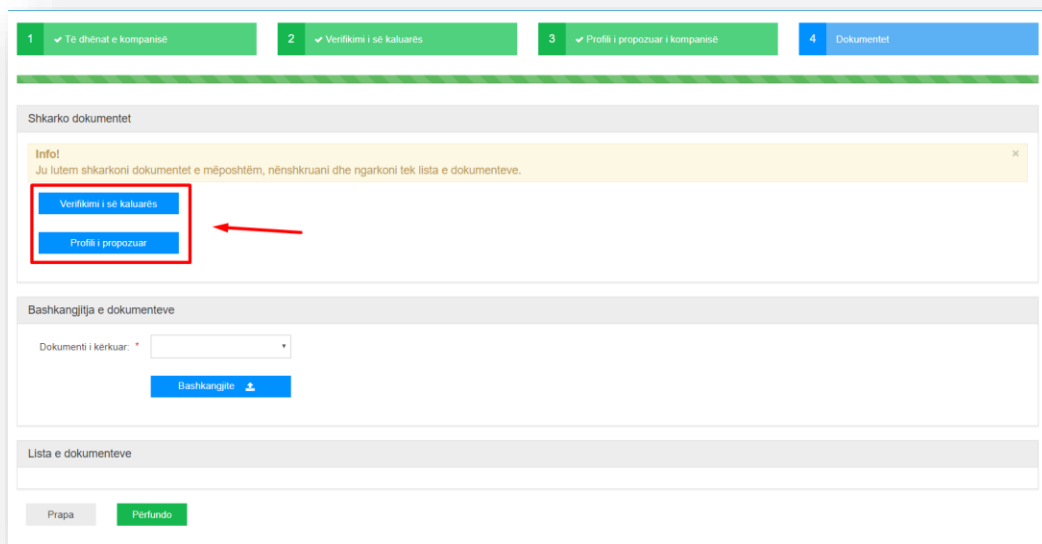 1 ✔ Të dhënat e kompanisë
2 ✔ Verifikimi i së kaluarës
3 ✔ Profili i propozuar i kompanisë
4 Dokumentet
Shkarko dokumentet
Info! ×
Ju lutem shkarkoni dokumentet e mëposhtëm, nënshkruani dhe ngarkoni tek lista e dokumenteve.
Verifikimi i së kaluarës
Profili i propozuar
Bashkangjitja e dokumenteve
Dokumenti i kërkuar: *
Bashkangjite
Lista e dokumenteve
Prapa
Përfundo